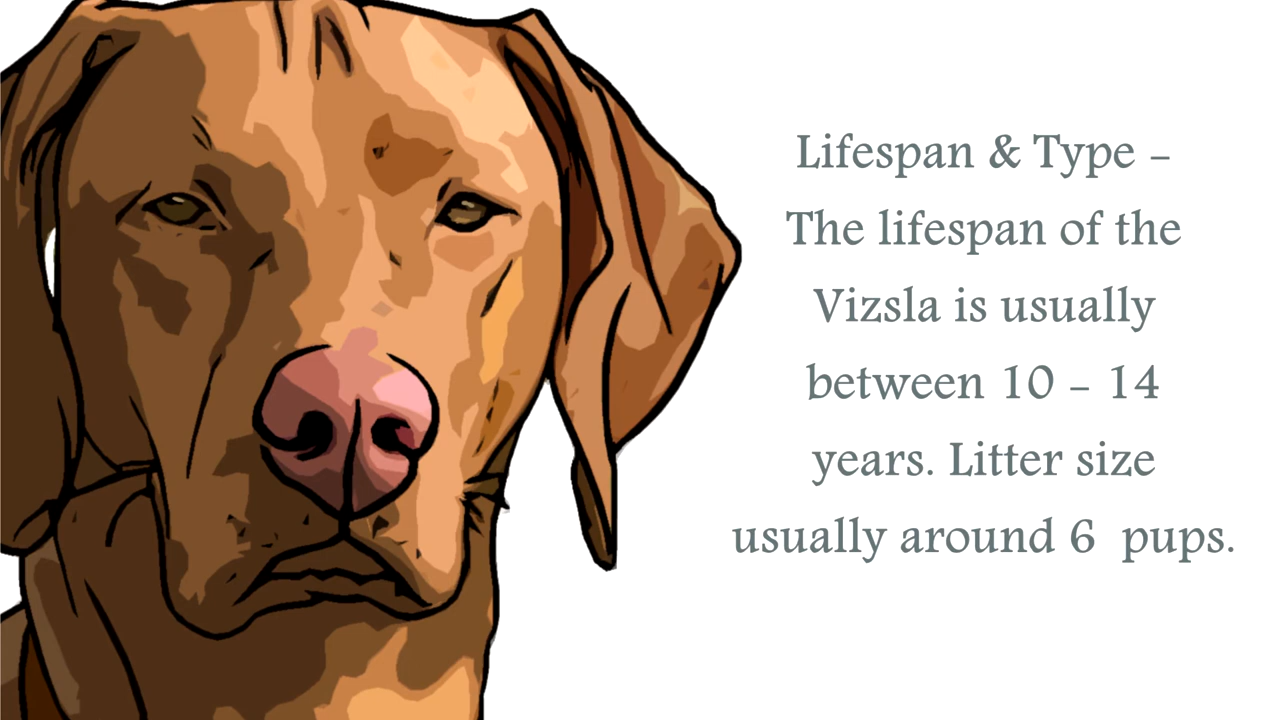 Lifespan & Type –
The lifespan of the
Vizsla is usually
between 10 – 14
years. Litter size
usually around 6  pups.